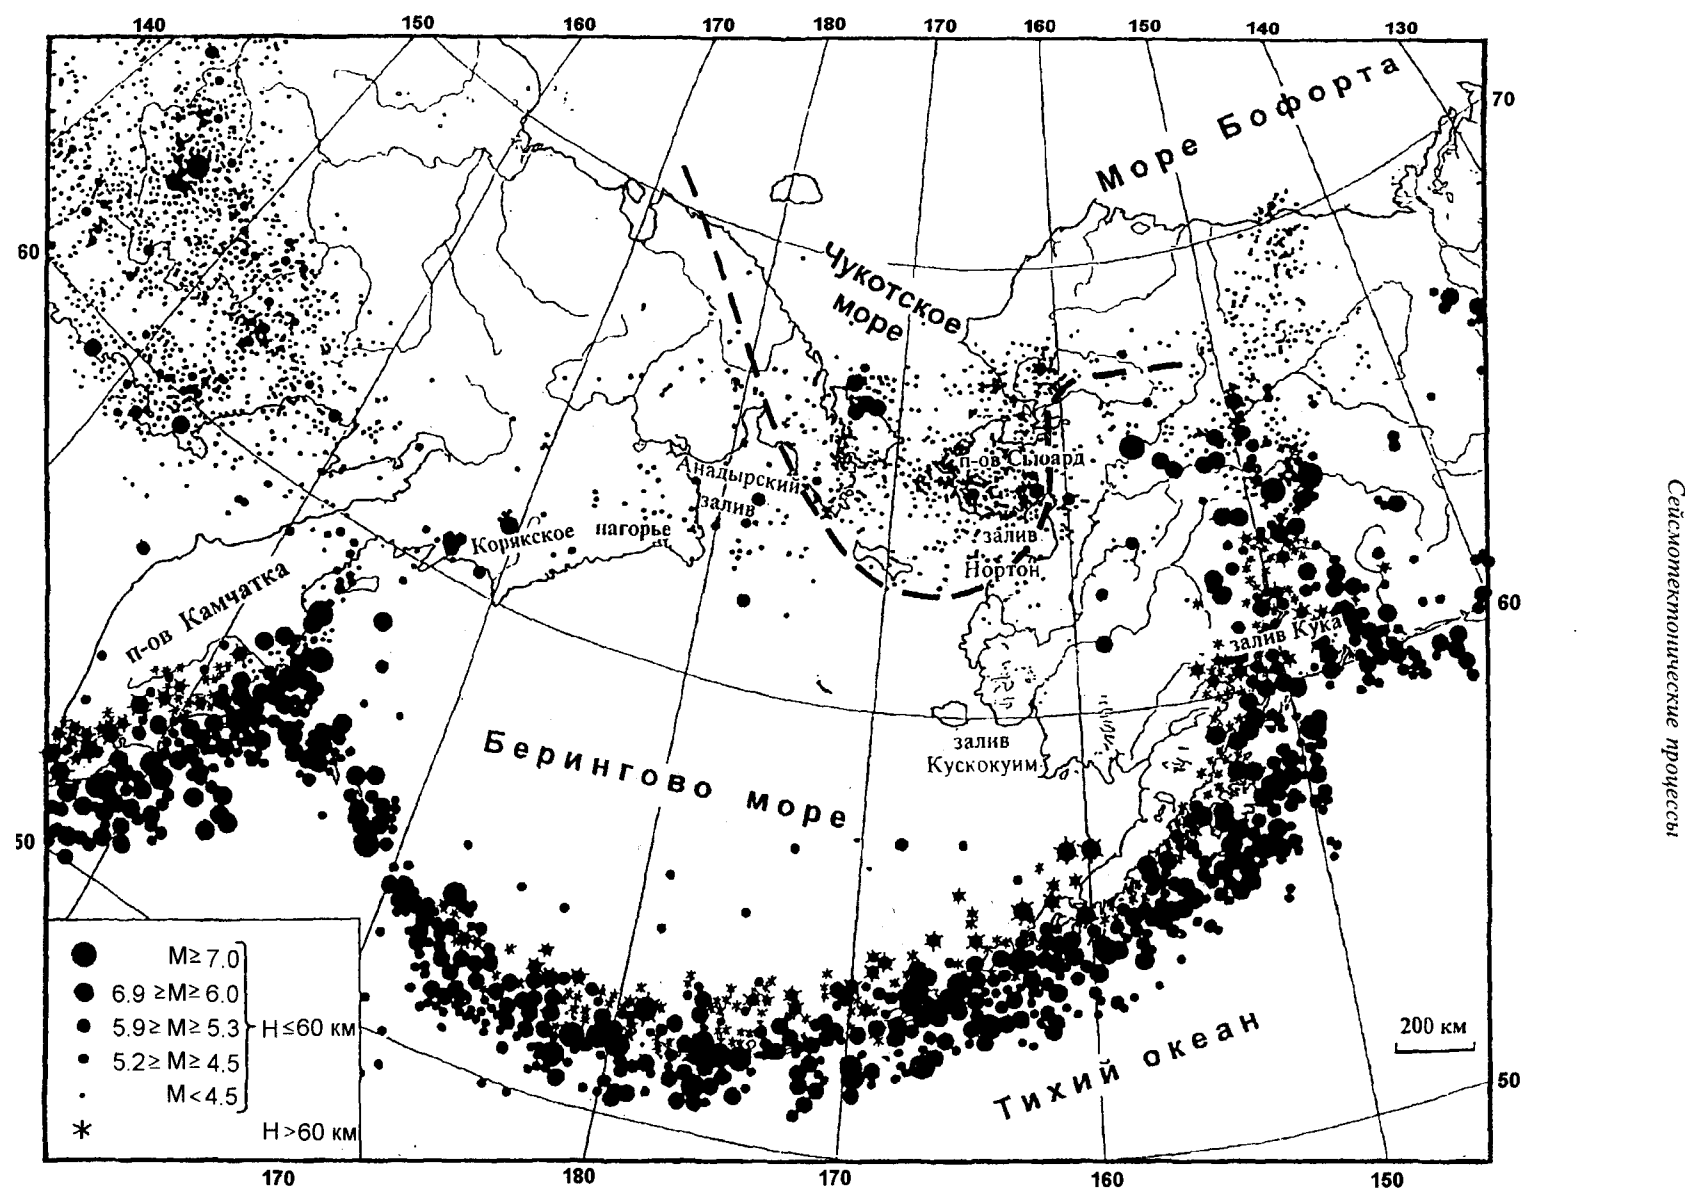 140 150 160 170 180 170 160 150 140 130
70
60
60
50
50
170 180 170 160 150
Море Бофорта
Чукотское
море
Анадырский
залив
п-ов Сьюард
залив
Нортон
Корякское нагорье
п-ов Камчатка
залив Кука
залив
Кускокуим
Берингово море
Тихий океан
200 км
M≥7.0
6.9 ≥M≥ 6.0
5.9≥ M≥ 5.3
5.2≥ M≥ 4.5
M<4.5
H≤60 км
H>60 км
Сейсмотектонические процессы